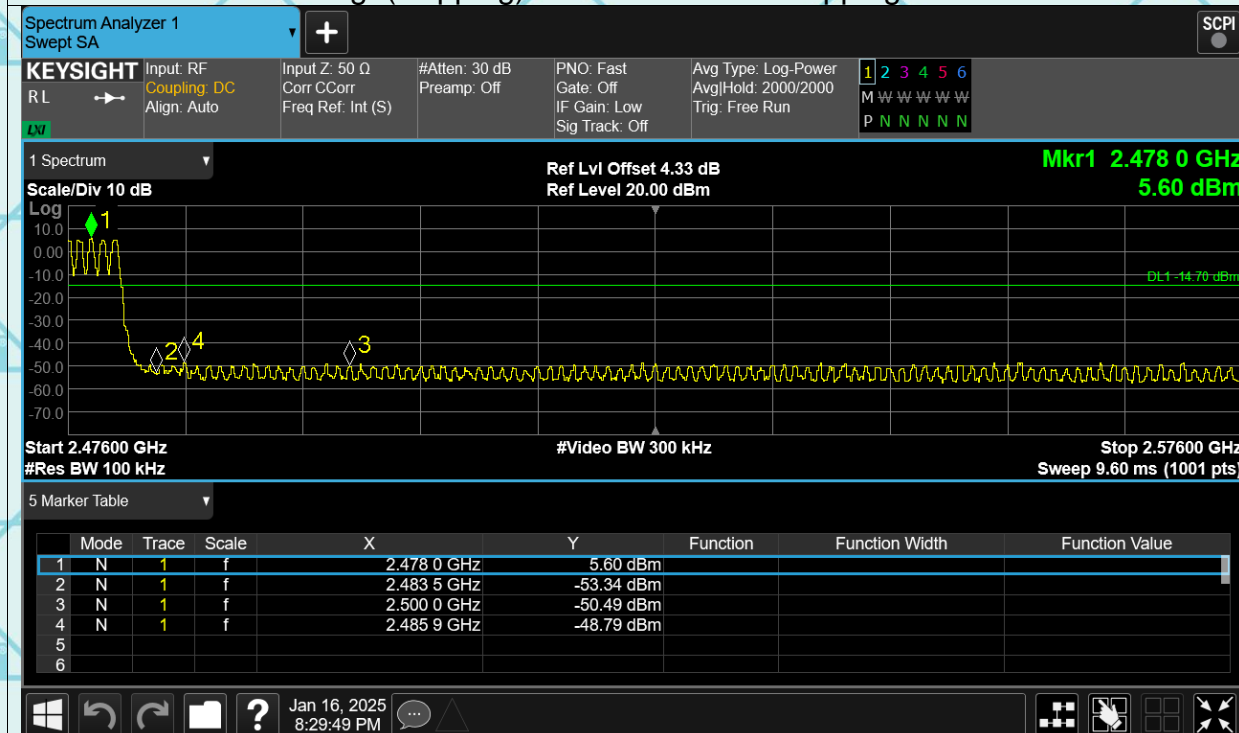 Spectrum Analyzer 1
Swept SA
SCPI
KEYSIGHT
RL
LXI
Input: RF
Coupling: DC
Align: Auto
Input Z: 50 Ω
Corr CCorr
Freq Ref: Int (S)
#Atten: 30 dB
Preamp: Off
PNO: Fast
Gate: Off
IF Gain: Low
Sig Track: Off
Avg Type: Log-Power
Avg|Hold: 2000/2000
Trig: Free Run
1 2 3 4 5 6
M W W W W W
P N N N N N
1 Spectrum
Scale/Div 10 dB
Ref Lvl Offset 4.33 dB
Ref Level 20.00 dBm
Mkr1 2.478 0 GHz
5.60 dBm
Log
10.0
0.00
-10.0
-20.0
-30.0
-40.0
-50.0
-60.0
-70.0
1
2
4
3
DL1 -14.70 dBm
Start 2.47600 GHz
#Res BW 100 kHz
#Video BW 300 kHz
Stop 2.57600 GHz
Sweep 9.60 ms (1001 pts)
5 Marker Table
Mode Trace Scale X Y Function Function Width Function Value
1 N 1 f 2.478 0 GHz 5.60 dBm
2 N 1 f 2.483 5 GHz -53.34 dBm
3 N 1 f 2.500 0 GHz -50.49 dBm
4 N 1 f 2.485 9 GHz -48.79 dBm
5
6
?
Jan 16, 2025
8:29:49 PM